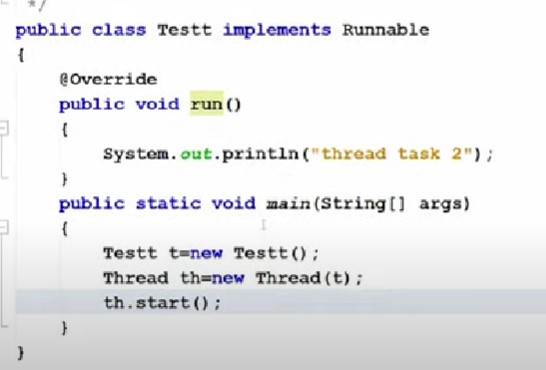 */
public class Testt implements Runnable
{
@Override
public void run()
{
System.out.println("thread task 2");
}
public static void main(String[] args)
{
Testt t=new Testt();
Thread th=new Thread(t);
th.start();
}
}